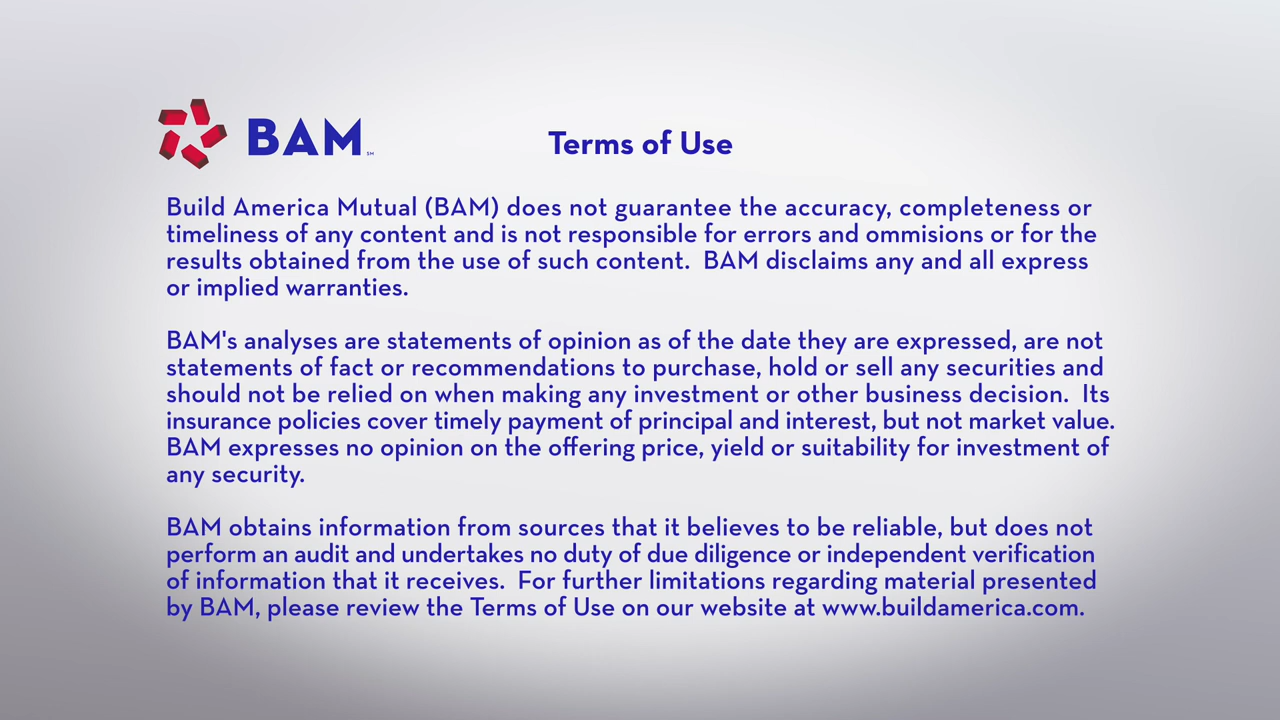 BAM SM
Terms of Use
Build America Mutual (BAM) does not guarantee the accuracy, completeness or
timeliness of any content and is not responsible for errors and ommisions or for the
results obtained from the use of such content.  BAM disclaims any and all express
or implied warranties.
BAM's analyses are statements of opinion as of the date they are expressed, are not
statements of fact or recommendations to purchase, hold or sell any securities and
should not be relied on when making any investment or other business decision.  Its
insurance policies cover timely payment of principal and interest, but not market value.
BAM expresses no opinion on the offering price, yield or suitability for investment of
any security.
BAM obtains information from sources that it believes to be reliable, but does not
perform an audit and undertakes no duty of due diligence or independent verification
of information that it receives.  For further limitations regarding material presented
by BAM, please review the Terms of Use on our website at www.buildamerica.com.